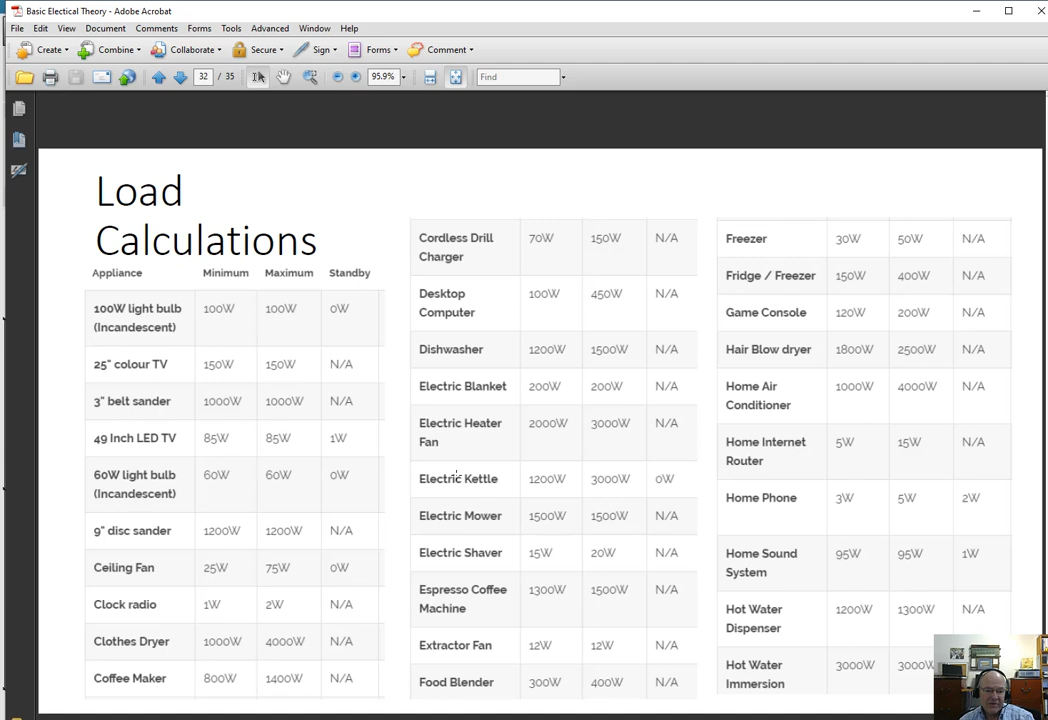 Basic Electical Theory - Adobe Acrobat
File Edit View Document Comments Forms Tools Advanced Window Help
Create Combine Collaborate Secure Sign Forms Comment
32 / 35 95.9% Find
Load
Calculations
Appliance Minimum Maximum Standby
100W light bulb 100W 100W 0W
(Incandescent)
25" colour TV 150W 150W N/A
3" belt sander 1000W 1000W N/A
49 Inch LED TV 85W 85W 1W
60W light bulb 60W 60W 0W
(Incandescent)
9" disc sander 1200W 1200W N/A
Ceiling Fan 25W 75W 0W
Clock radio 1W 2W N/A
Clothes Dryer 1000W 4000W N/A
Coffee Maker 800W 1400W N/A
Cordless Drill 70W 150W N/A
Charger
Desktop 100W 450W N/A
Computer
Dishwasher 1200W 1500W N/A
Electric Blanket 200W 200W N/A
Electric Heater 2000W 3000W N/A
Fan
Electric Kettle 1200W 3000W 0W
Electric Mower 1500W 1500W N/A
Electric Shaver 15W 20W N/A
Espresso Coffee 1300W 1500W N/A
Machine
Extractor Fan 12W 12W N/A
Food Blender 300W 400W N/A
Freezer 30W 50W N/A
Fridge / Freezer 150W 400W N/A
Game Console 120W 200W N/A
Hair Blow dryer 1800W 2500W N/A
Home Air 1000W 4000W N/A
Conditioner
Home Internet 5W 15W N/A
Router
Home Phone 3W 5W 2W
Home Sound 95W 95W 1W
System
Hot Water 1200W 1300W N/A
Dispenser
Hot Water 3000W 3000W
Immersion